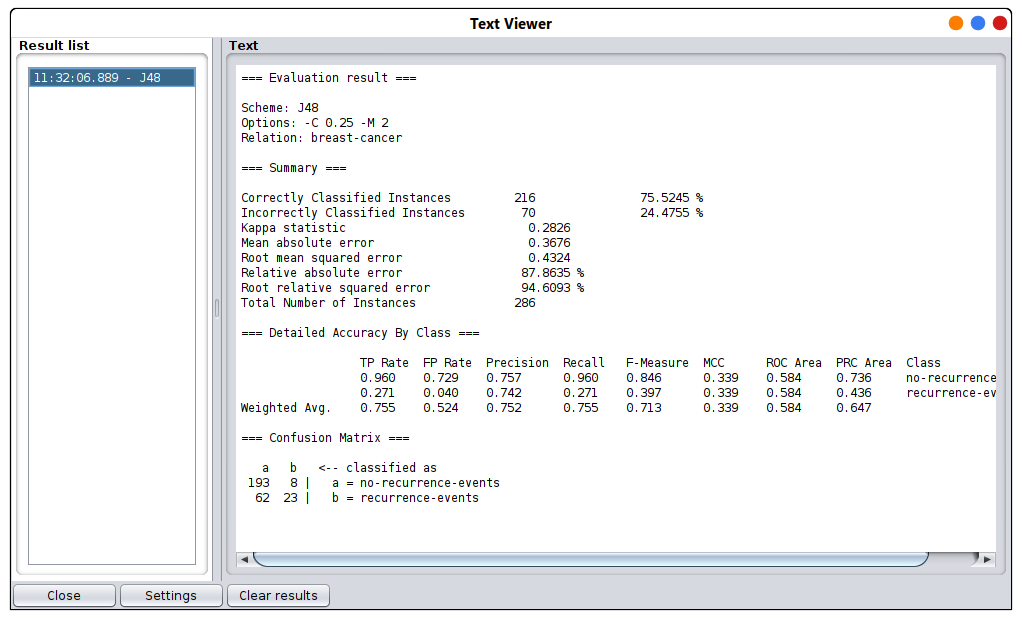 Text Viewer
Result list
11:32:06.889 - J48
Text
=== Evaluation result ===
Scheme: J48
Options: -C 0.25 -M 2
Relation: breast-cancer
=== Summary ===
Correctly Classified Instances 216 75.5245 %
Incorrectly Classified Instances 70 24.4755 %
Kappa statistic 0.2826
Mean absolute error 0.3676
Root mean squared error 0.4324
Relative absolute error 87.8635 %
Root relative squared error 94.6093 %
Total Number of Instances 286
=== Detailed Accuracy By Class ===
TP Rate FP Rate Precision Recall F-Measure MCC ROC Area PRC Area Class
0.960 0.729 0.757 0.960 0.846 0.339 0.584 0.736 no-recurrence
0.271 0.040 0.742 0.271 0.397 0.339 0.584 0.436 recurrence-ev
Weighted Avg. 0.755 0.524 0.752 0.755 0.713 0.339 0.584 0.647
=== Confusion Matrix ===
a b <-- classified as
193 8 | a = no-recurrence-events
62 23 | b = recurrence-events
Close Settings Clear results